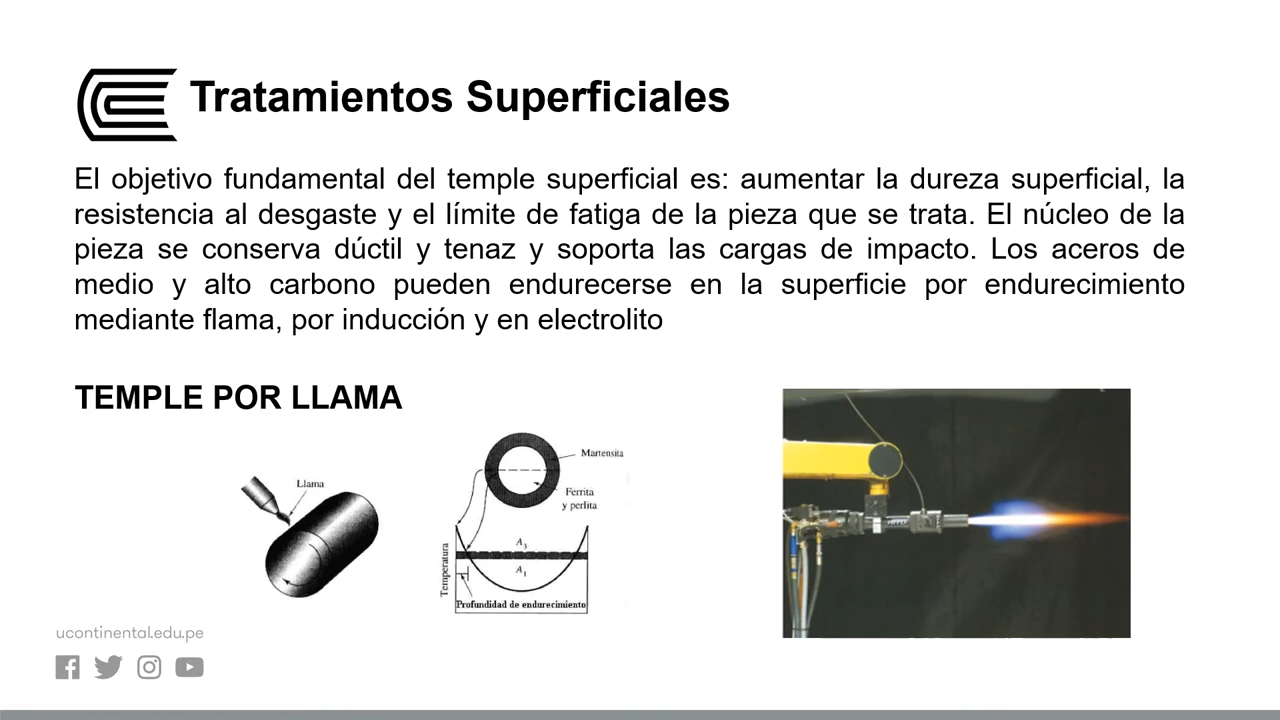 Tratamientos Superficiales
El objetivo fundamental del temple superficial es: aumentar la dureza superficial, la
resistencia al desgaste y el límite de fatiga de la pieza que se trata. El núcleo de la
pieza se conserva dúctil y tenaz y soporta las cargas de impacto. Los aceros de
medio y alto carbono pueden endurecerse en la superficie por endurecimiento
mediante flama, por inducción y en electrolito
TEMPLE POR LLAMA
Llama
Martensita
Ferrita
y perlita
Temperatura
A3
A1
Profundidad de endurecimiento
ucontinental.edu.pe